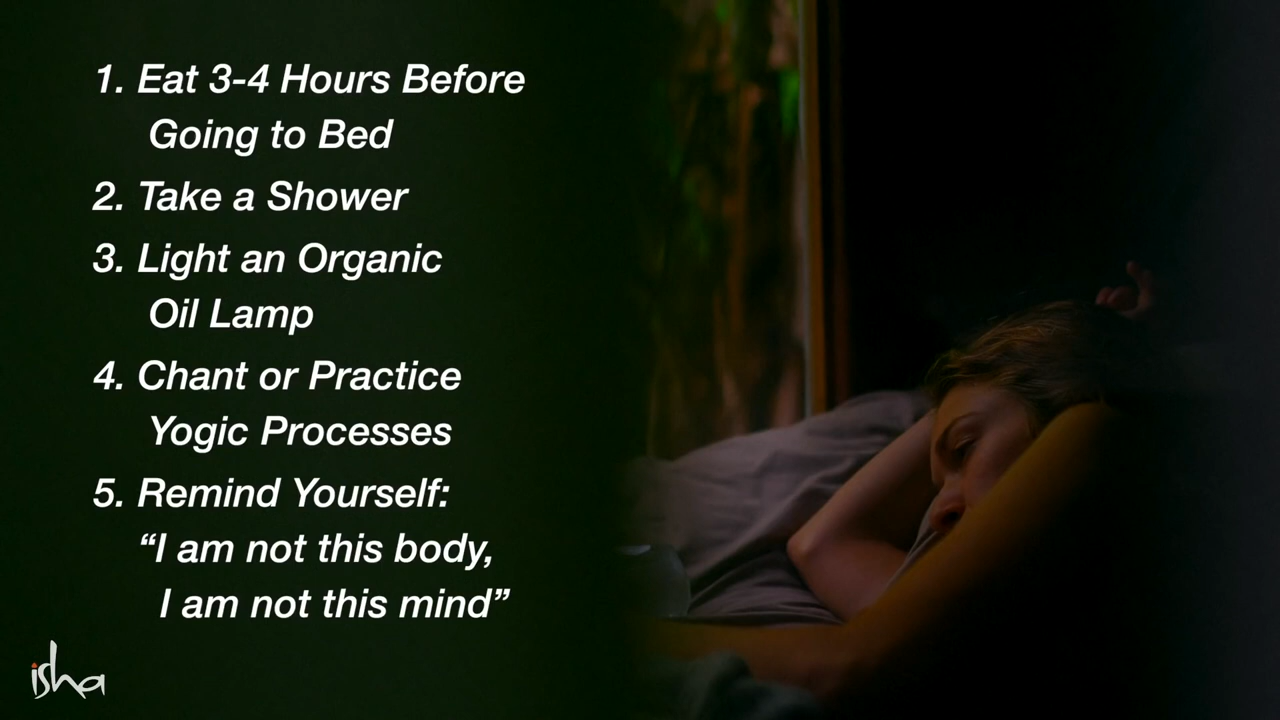 1. Eat 3-4 Hours Before
Going to Bed
2. Take a Shower
3. Light an Organic
Oil Lamp
4. Chant or Practice
Yogic Processes
5. Remind Yourself:
“I am not this body,
I am not this mind”
isha